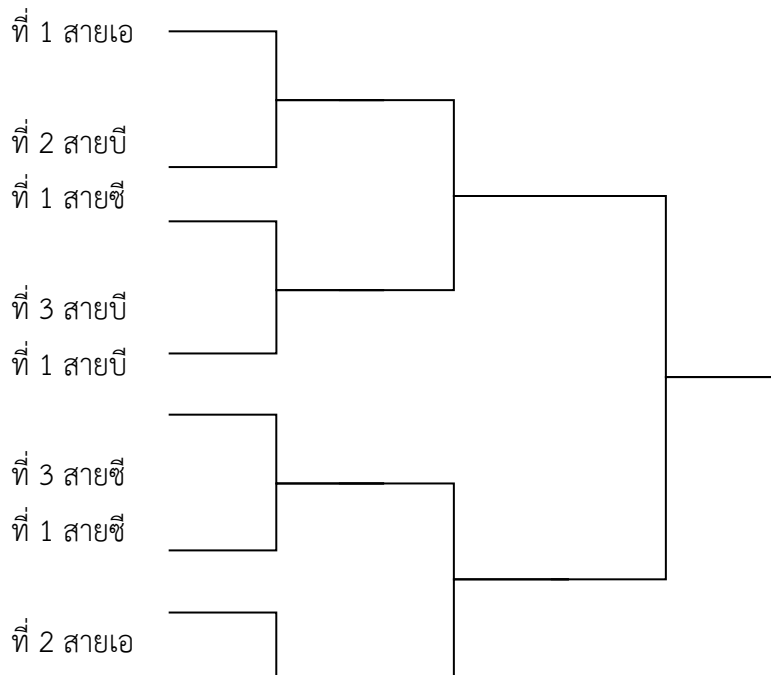 ที่ 1 สายเอ
ที่ 2 สายบี
ที่ 1 สายซี
ที่ 3 สายบี
ที่ 1 สายบี
ที่ 3 สายซี
ที่ 1 สายซี
ที่ 2 สายเอ